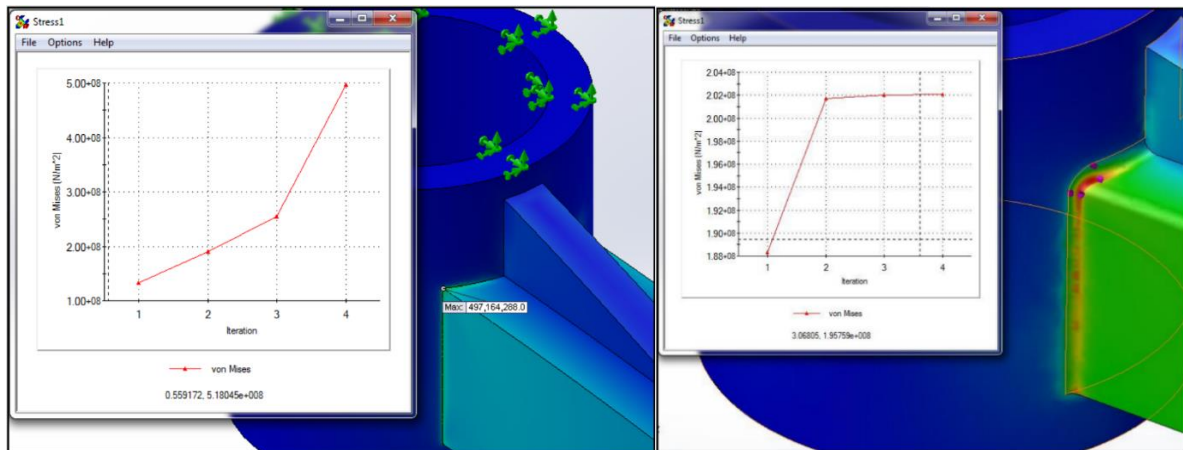 Stress1
File Options Help
5.00+08
4.00+08
3.00+08
2.00+08
1.00+08
von Mises (N/m^2)
1 2 3 4
Iteration
von Mises
0.559172, 5.18045e+008
Max: 497,164,288.0
Stress1
File Options Help
2.04+08
2.02+08
2.00+08
1.98+08
1.96+08
1.94+08
1.92+08
1.90+08
1.88+08
von Mises (N/m^2)
1 2 3 4
Iteration
von Mises
3.06805, 1.95759e+008